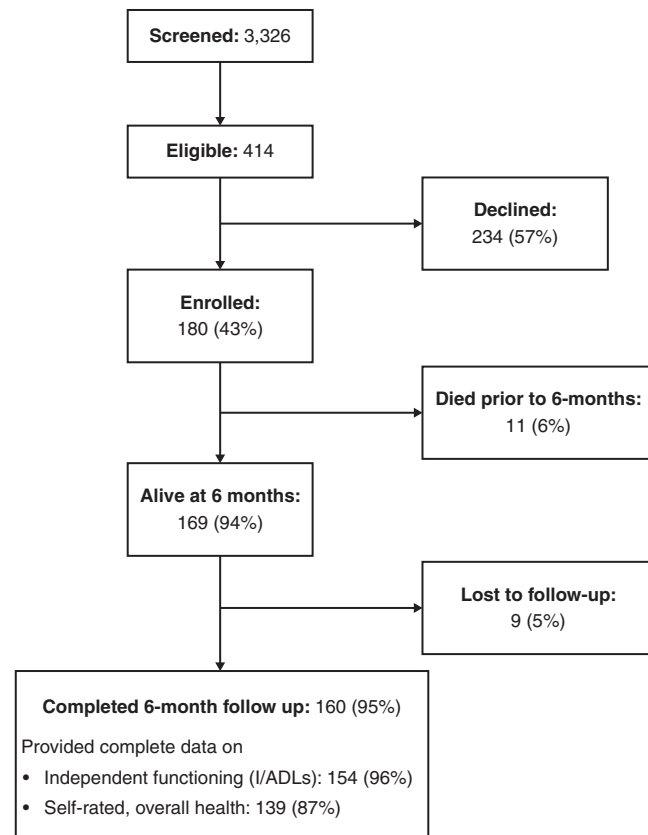 Screened: 3,326
Eligible: 414
Declined:
234 (57%)
Enrolled:
180 (43%)
Died prior to 6-months:
11 (6%)
Alive at 6 months:
169 (94%)
Lost to follow-up:
9 (5%)
Completed 6-month follow up: 160 (95%)
Provided complete data on
• Independent functioning (I/ADLs): 154 (96%)
• Self-rated, overall health: 139 (87%)